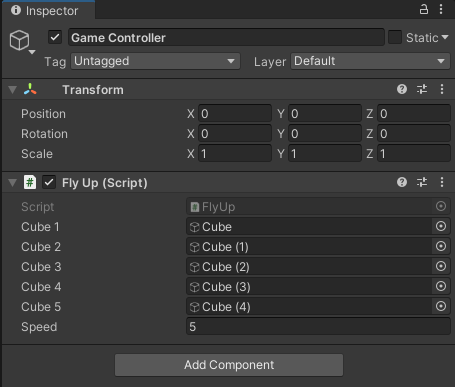 Inspector
Game Controller Static
Tag Untagged Layer Default
Transform
Position X 0 Y 0 Z 0
Rotation X 0 Y 0 Z 0
Scale X 1 Y 1 Z 1
# Fly Up (Script)
Script # FlyUp
Cube 1 Cube
Cube 2 Cube (1)
Cube 3 Cube (2)
Cube 4 Cube (3)
Cube 5 Cube (4)
Speed 5
Add Component